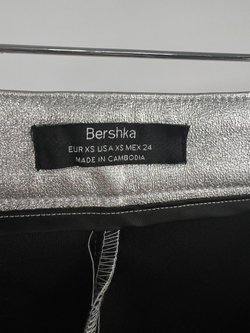 Bershka
EUR XS USA XS MEX 24
MADE IN CAMBODIA